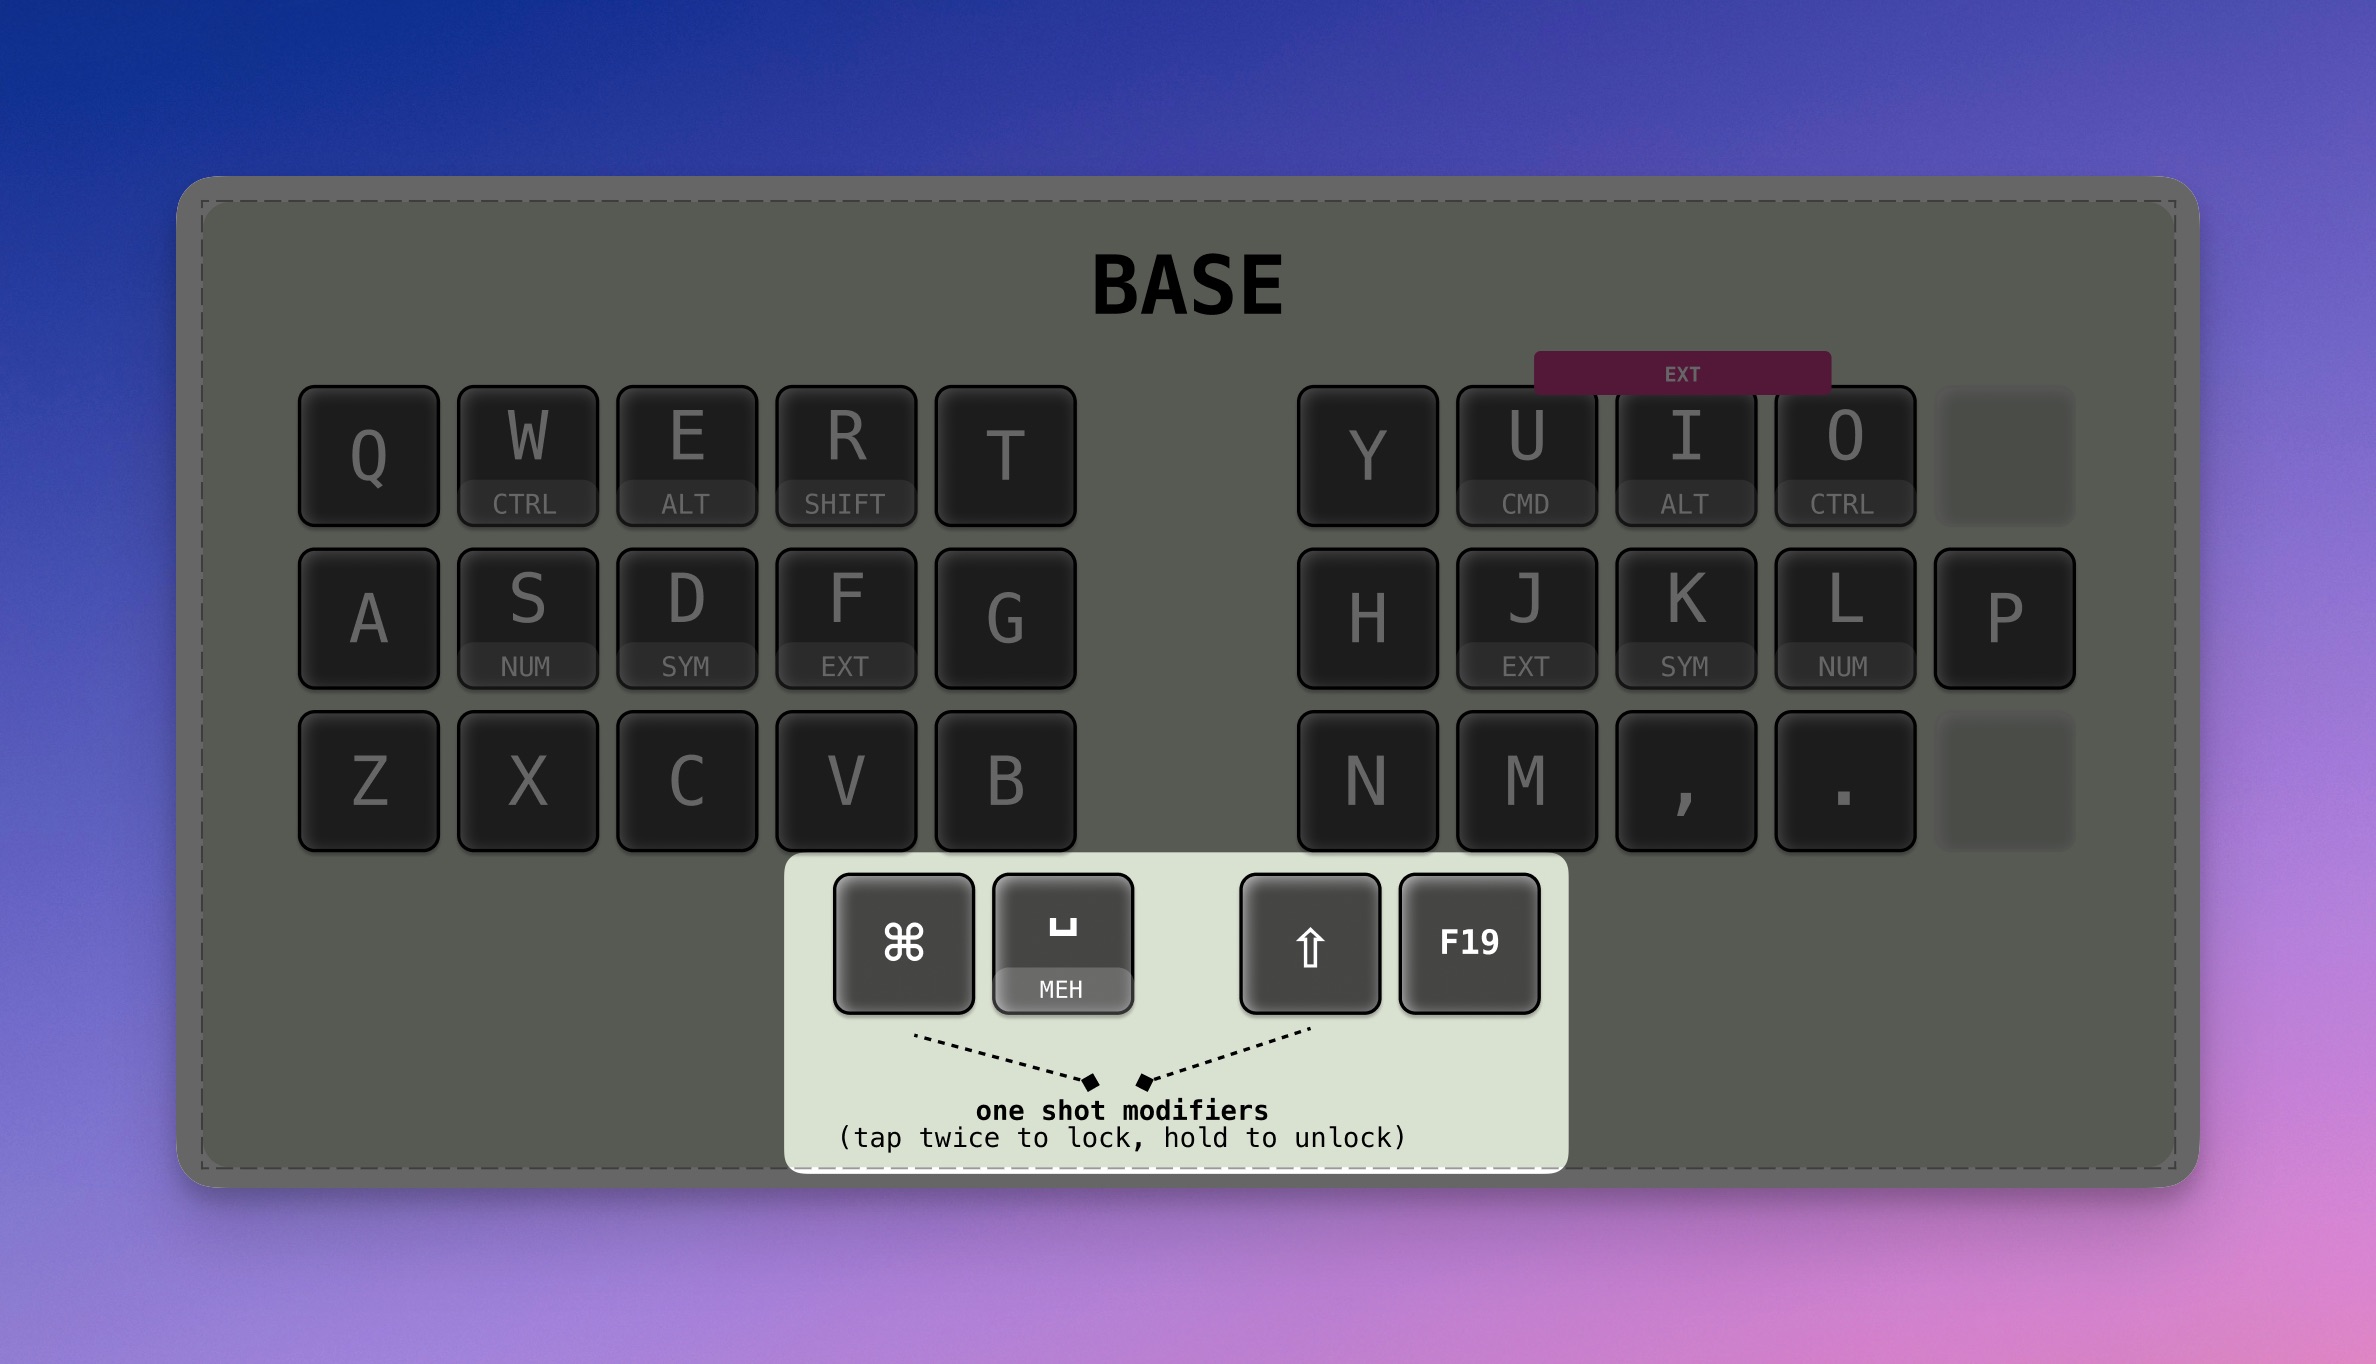 BASE
EXT
Q W E R T Y U I O
CTRL ALT SHIFT CMD ALT CTRL
A S D F G H J K L P
NUM SYM EXT EXT SYM NUM
Z X C V B N M , .
⌘ ␣ ⇧ F19
MEH
one shot modifiers
(tap twice to lock, hold to unlock)